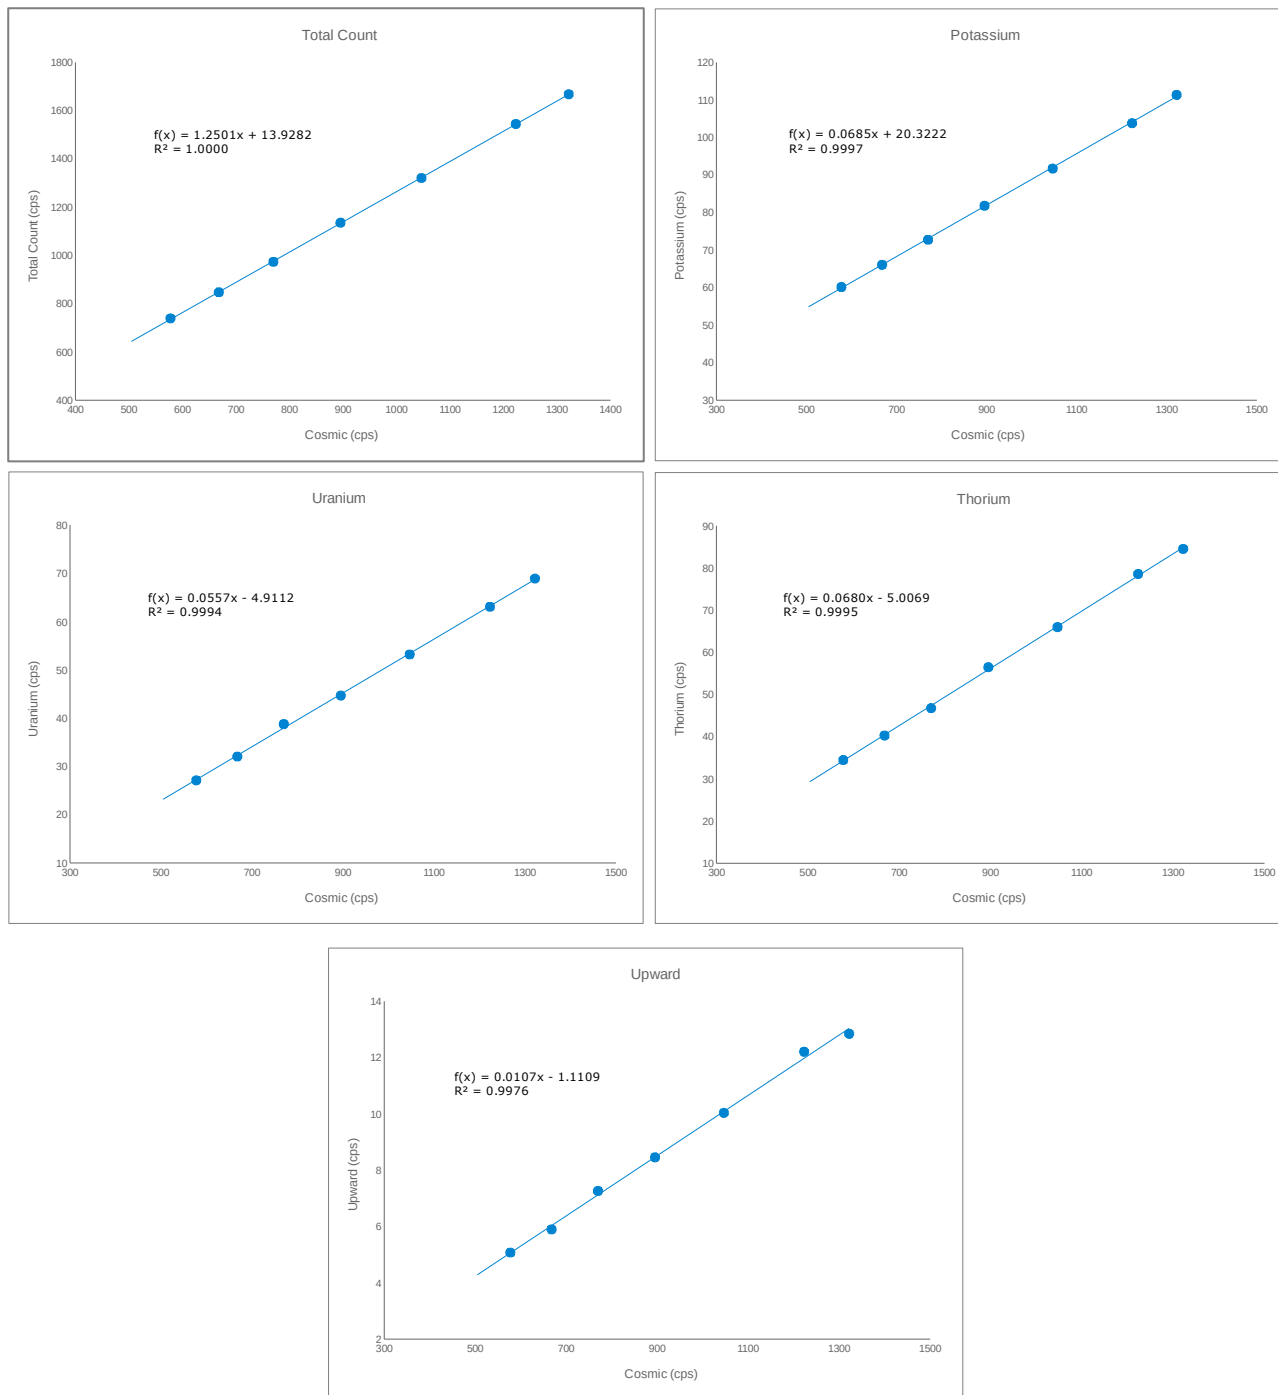 Total Count
1800
1600
1400
1200
1000
800
600
400
f(x) = 1.2501x + 13.9282
R² = 1.0000
Total Count (cps)
400 500 600 700 800 900 1000 1100 1200 1300 1400
Cosmic (cps)
Potassium
120
110
100
90
80
70
60
50
40
30
f(x) = 0.0685x + 20.3222
R² = 0.9997
Potassium (cps)
300 500 700 900 1100 1300 1500
Cosmic (cps)
Uranium
80
70
60
50
40
30
20
10
f(x) = 0.0557x - 4.9112
R² = 0.9994
Uranium (cps)
300 500 700 900 1100 1300 1500
Cosmic (cps)
Thorium
90
80
70
60
50
40
30
20
10
f(x) = 0.0680x - 5.0069
R² = 0.9995
Thorium (cps)
300 500 700 900 1100 1300 1500
Cosmic (cps)
Upward
14
12
10
8
6
4
2
f(x) = 0.0107x - 1.1109
R² = 0.9976
Upward (cps)
300 500 700 900 1100 1300 1500
Cosmic (cps)